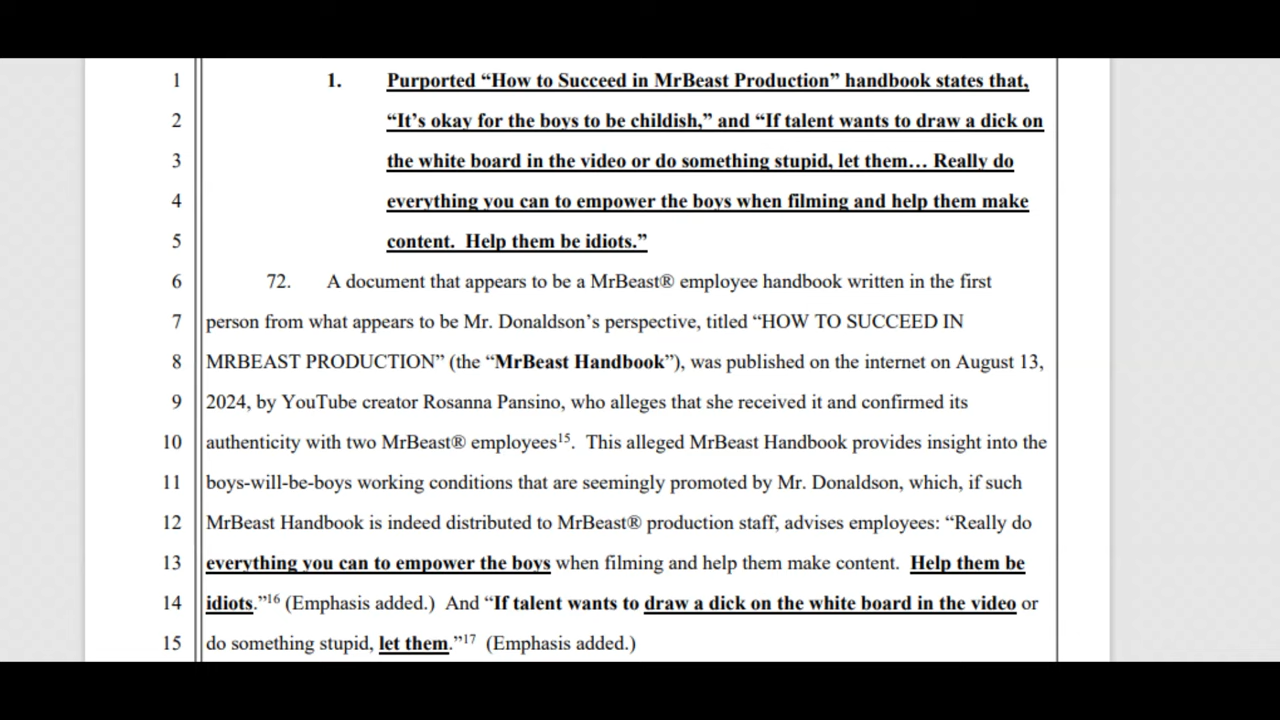 1 1. Purported “How to Succeed in MrBeast Production” handbook states that,
2 “It’s okay for the boys to be childish,” and “If talent wants to draw a dick on
3 the white board in the video or do something stupid, let them… Really do
4 everything you can to empower the boys when filming and help them make
5 content. Help them be idiots.”
6 72. A document that appears to be a MrBeast® employee handbook written in the first
7 person from what appears to be Mr. Donaldson’s perspective, titled “HOW TO SUCCEED IN
8 MRBEAST PRODUCTION” (the “MrBeast Handbook”), was published on the internet on August 13,
9 2024, by YouTube creator Rosanna Pansino, who alleges that she received it and confirmed its
10 authenticity with two MrBeast® employees¹⁵. This alleged MrBeast Handbook provides insight into the
11 boys-will-be-boys working conditions that are seemingly promoted by Mr. Donaldson, which, if such
12 MrBeast Handbook is indeed distributed to MrBeast® production staff, advises employees: “Really do
13 everything you can to empower the boys when filming and help them make content. Help them be
14 idiots.”¹⁶ (Emphasis added.) And “If talent wants to draw a dick on the white board in the video or
15 do something stupid, let them.”¹⁷ (Emphasis added.)